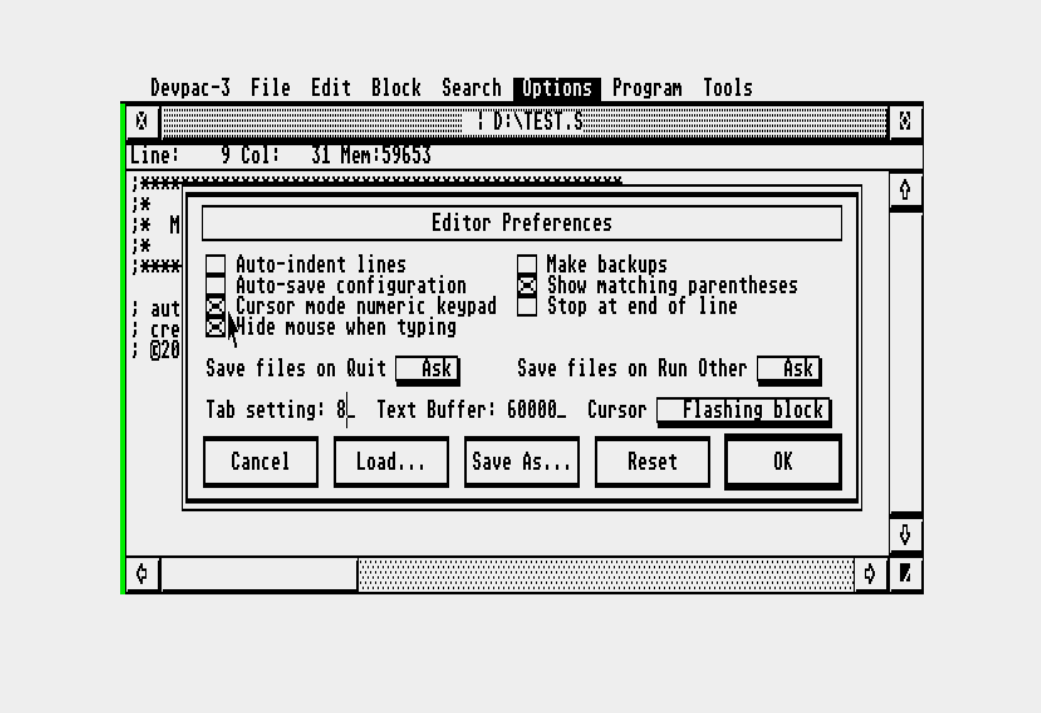 Devpac-3 File Edit Block Search Options Program Tools
D:\TEST.S
Line: 9 Col: 31 Mem:59653
;****************************************************
;*
;* M
;*
;****
; aut
; cre
; ©20
Editor Preferences
Auto-indent lines Make backups
Auto-save configuration Show matching parentheses
Cursor mode numeric keypad Stop at end of line
Hide mouse when typing
Save files on Quit Ask Save files on Run Other Ask
Tab setting: 8_ Text Buffer: 60000_ Cursor Flashing block
Cancel Load... Save As... Reset OK